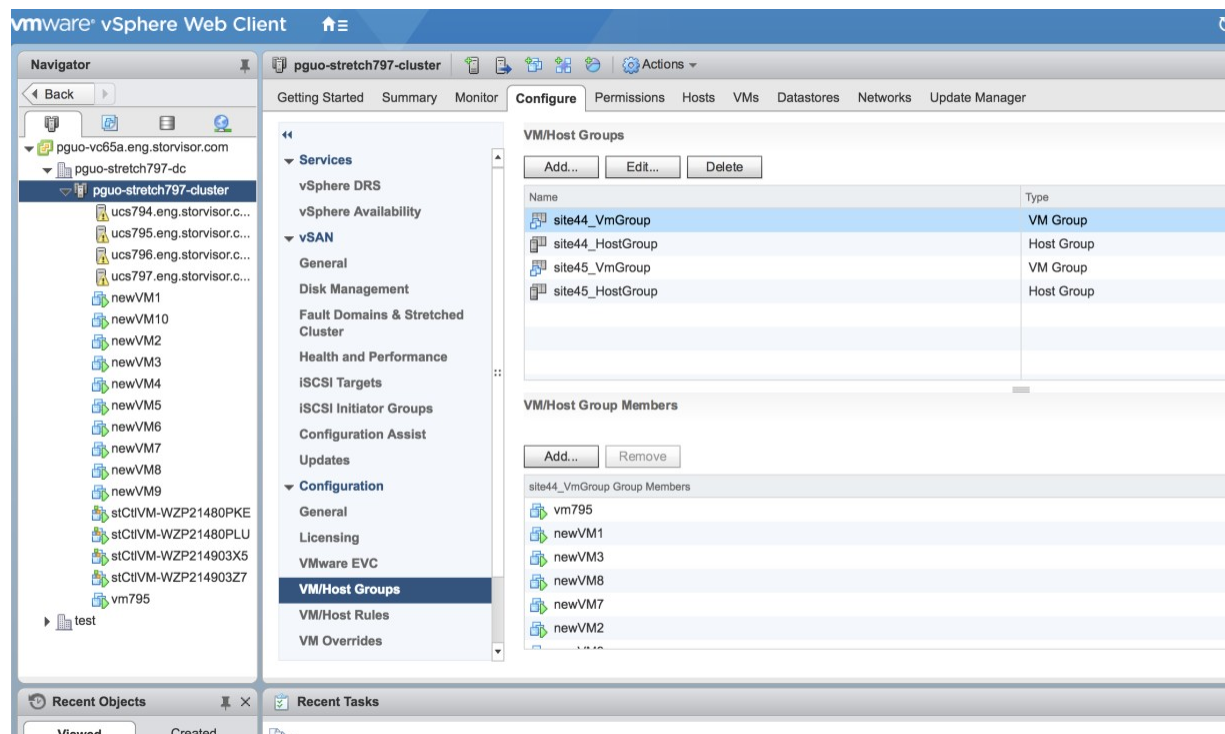 vmware® vSphere Web Client
Navigator
Back
pguo-vc65a.eng.storvisor.com
pguo-stretch797-dc
pguo-stretch797-cluster
ucs794.eng.storvisor.c...
ucs795.eng.storvisor.c...
ucs796.eng.storvisor.c...
ucs797.eng.storvisor.c...
newVM1
newVM10
newVM2
newVM3
newVM4
newVM5
newVM6
newVM7
newVM8
newVM9
stCtlVM-WZP21480PKE
stCtlVM-WZP21480PLU
stCtlVM-WZP214903X5
stCtlVM-WZP214903Z7
vm795
test
Recent Objects
Viewed Created
pguo-stretch797-cluster Actions
Getting Started Summary Monitor Configure Permissions Hosts VMs Datastores Networks Update Manager
Services
vSphere DRS
vSphere Availability
vSAN
General
Disk Management
Fault Domains & Stretched
Cluster
Health and Performance
iSCSI Targets
iSCSI Initiator Groups
Configuration Assist
Updates
Configuration
General
Licensing
VMware EVC
VM/Host Groups
VM/Host Rules
VM Overrides
VM/Host Groups
Add... Edit... Delete
Name Type
site44_VmGroup VM Group
site44_HostGroup Host Group
site45_VmGroup VM Group
site45_HostGroup Host Group
VM/Host Group Members
Add... Remove
site44_VmGroup Group Members
vm795
newVM1
newVM3
newVM8
newVM7
newVM2
Recent Tasks